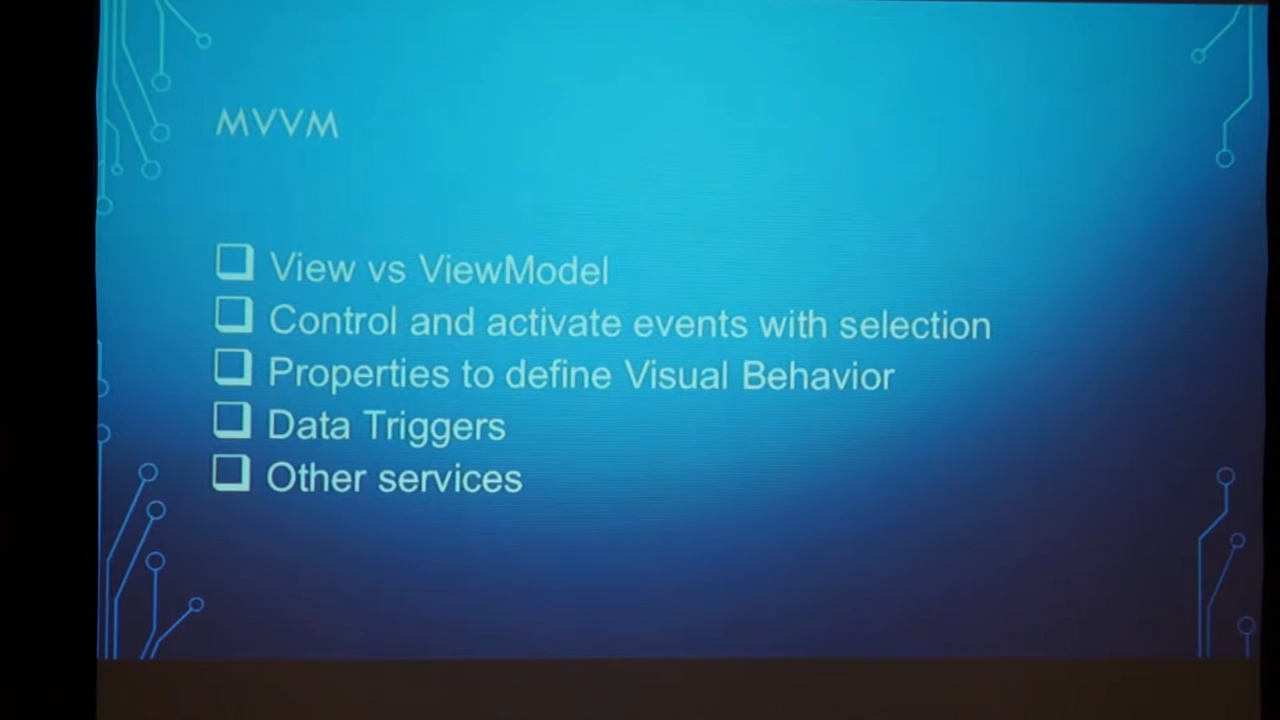 MVVM
View vs ViewModel
Control and activate events with selection
Properties to define Visual Behavior
Data Triggers
Other services